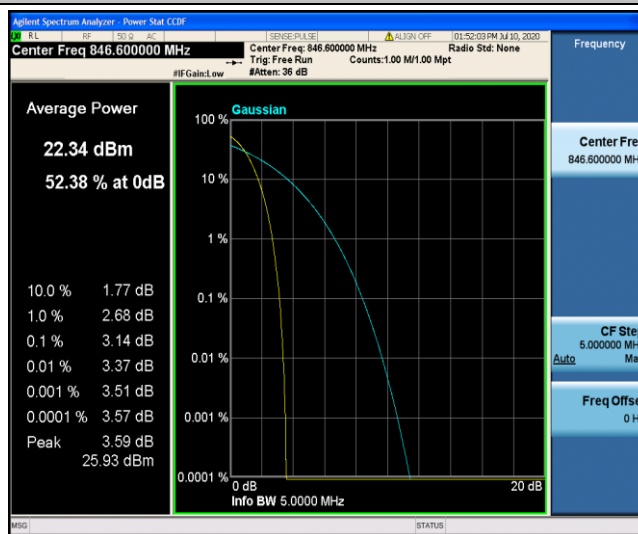 Agilent Spectrum Analyzer - Power Stat CCDF
RL RF 50 Ω AC SENSE:PULSE ALIGN OFF 01:52:03 PM Jul 10, 2020
Center Freq 846.600000 MHz Center Freq: 846.600000 MHz Radio Std: None
Trig: Free Run Counts:1.00 M/1.00 Mpt
#IFGain:Low #Atten: 36 dB
Frequency
Average Power
22.34 dBm
52.38 % at 0dB
10.0 % 1.77 dB
1.0 % 2.68 dB
0.1 % 3.14 dB
0.01 % 3.37 dB
0.001 % 3.51 dB
0.0001 % 3.57 dB
Peak 3.59 dB
25.93 dBm
Gaussian
100 %
10 %
1 %
0.1 %
0.01 %
0.001 %
0.0001 %
0 dB 20 dB
Info BW 5.0000 MHz
Center Fre
846.600000 MH
CF Ste
5.000000 MH
Auto Ma
Freq Offse
0 H
MSG STATUS